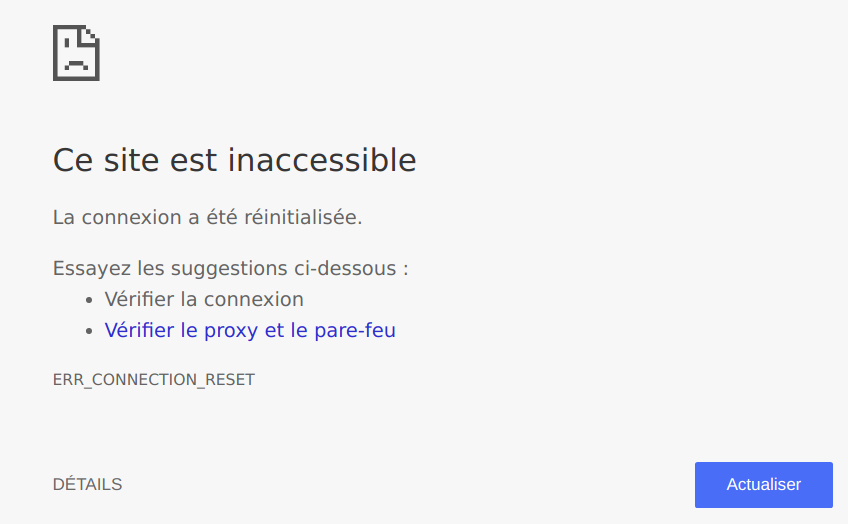 Ce site est inaccessible
La connexion a été réinitialisée.
Essayez les suggestions ci-dessous :
• Vérifier la connexion
• Vérifier le proxy et le pare-feu
ERR_CONNECTION_RESET
DÉTAILS
Actualiser